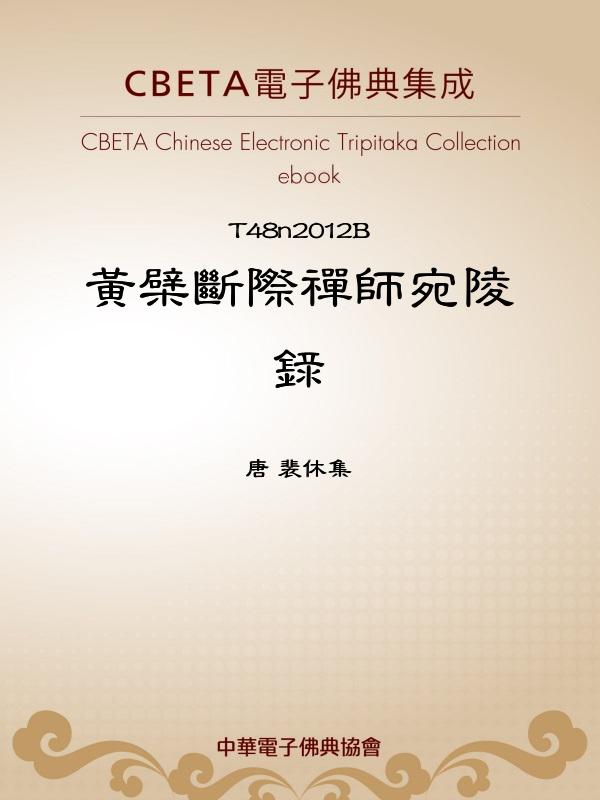 CBETA電子佛典集成
CBETA Chinese Electronic Tripitaka Collection
ebook
T48n2012B
黃檗斷際禪師宛陵
錄
唐 裴休集
中華電子佛典協會